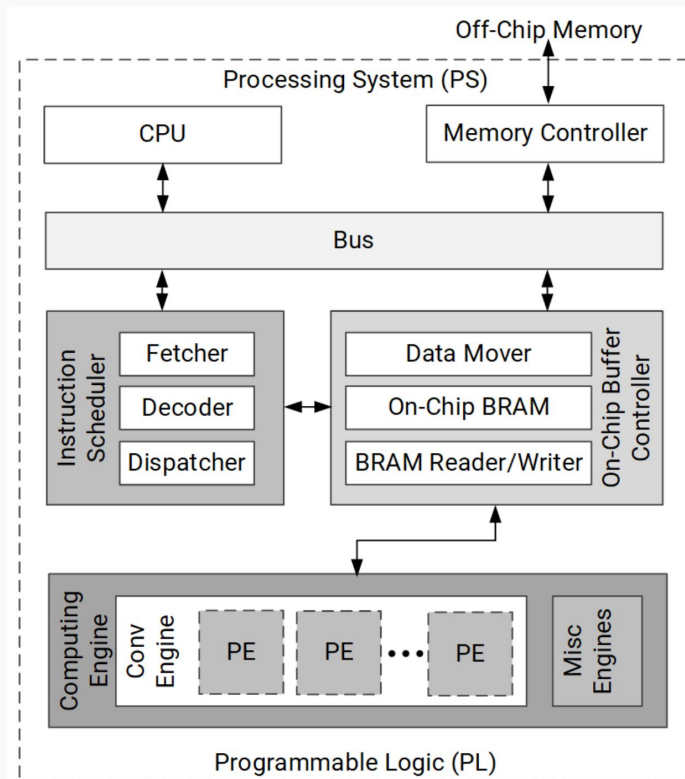 Off-Chip Memory
Processing System (PS)
CPU
Memory Controller
Bus
Instruction
Scheduler
Fetcher
Decoder
Dispatcher
Data Mover
On-Chip BRAM
BRAM Reader/Writer
On-Chip Buffer
Controller
Computing
Engine
Conv
Engine
PE
PE
•••
PE
Misc
Engines
Programmable Logic (PL)